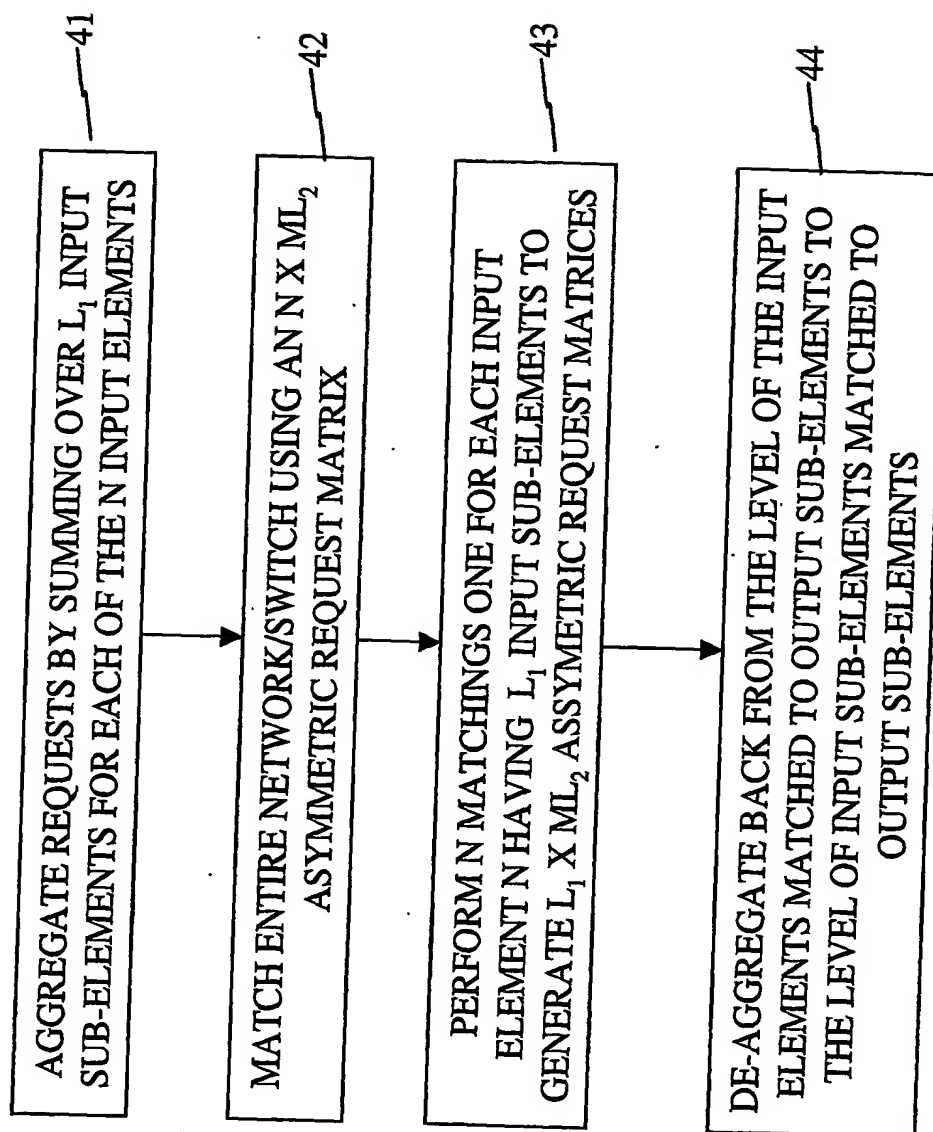 41
AGGREGATE REQUESTS BY SUMMING OVER L₁ INPUT
SUB-ELEMENTS FOR EACH OF THE N INPUT ELEMENTS
42
MATCH ENTIRE NETWORK/SWITCH USING AN N X ML₂
ASYMMETRIC REQUEST MATRIX
43
PERFORM N MATCHINGS ONE FOR EACH INPUT
ELEMENT N HAVING L₁ INPUT SUB-ELEMENTS TO
GENERATE L₁ X ML₂ ASSYMETRIC REQUEST MATRICES
44
DE-AGGREGATE BACK FROM THE LEVEL OF THE INPUT
ELEMENTS MATCHED TO OUTPUT SUB-ELEMENTS TO
THE LEVEL OF INPUT SUB-ELEMENTS MATCHED TO
OUTPUT SUB-ELEMENTS